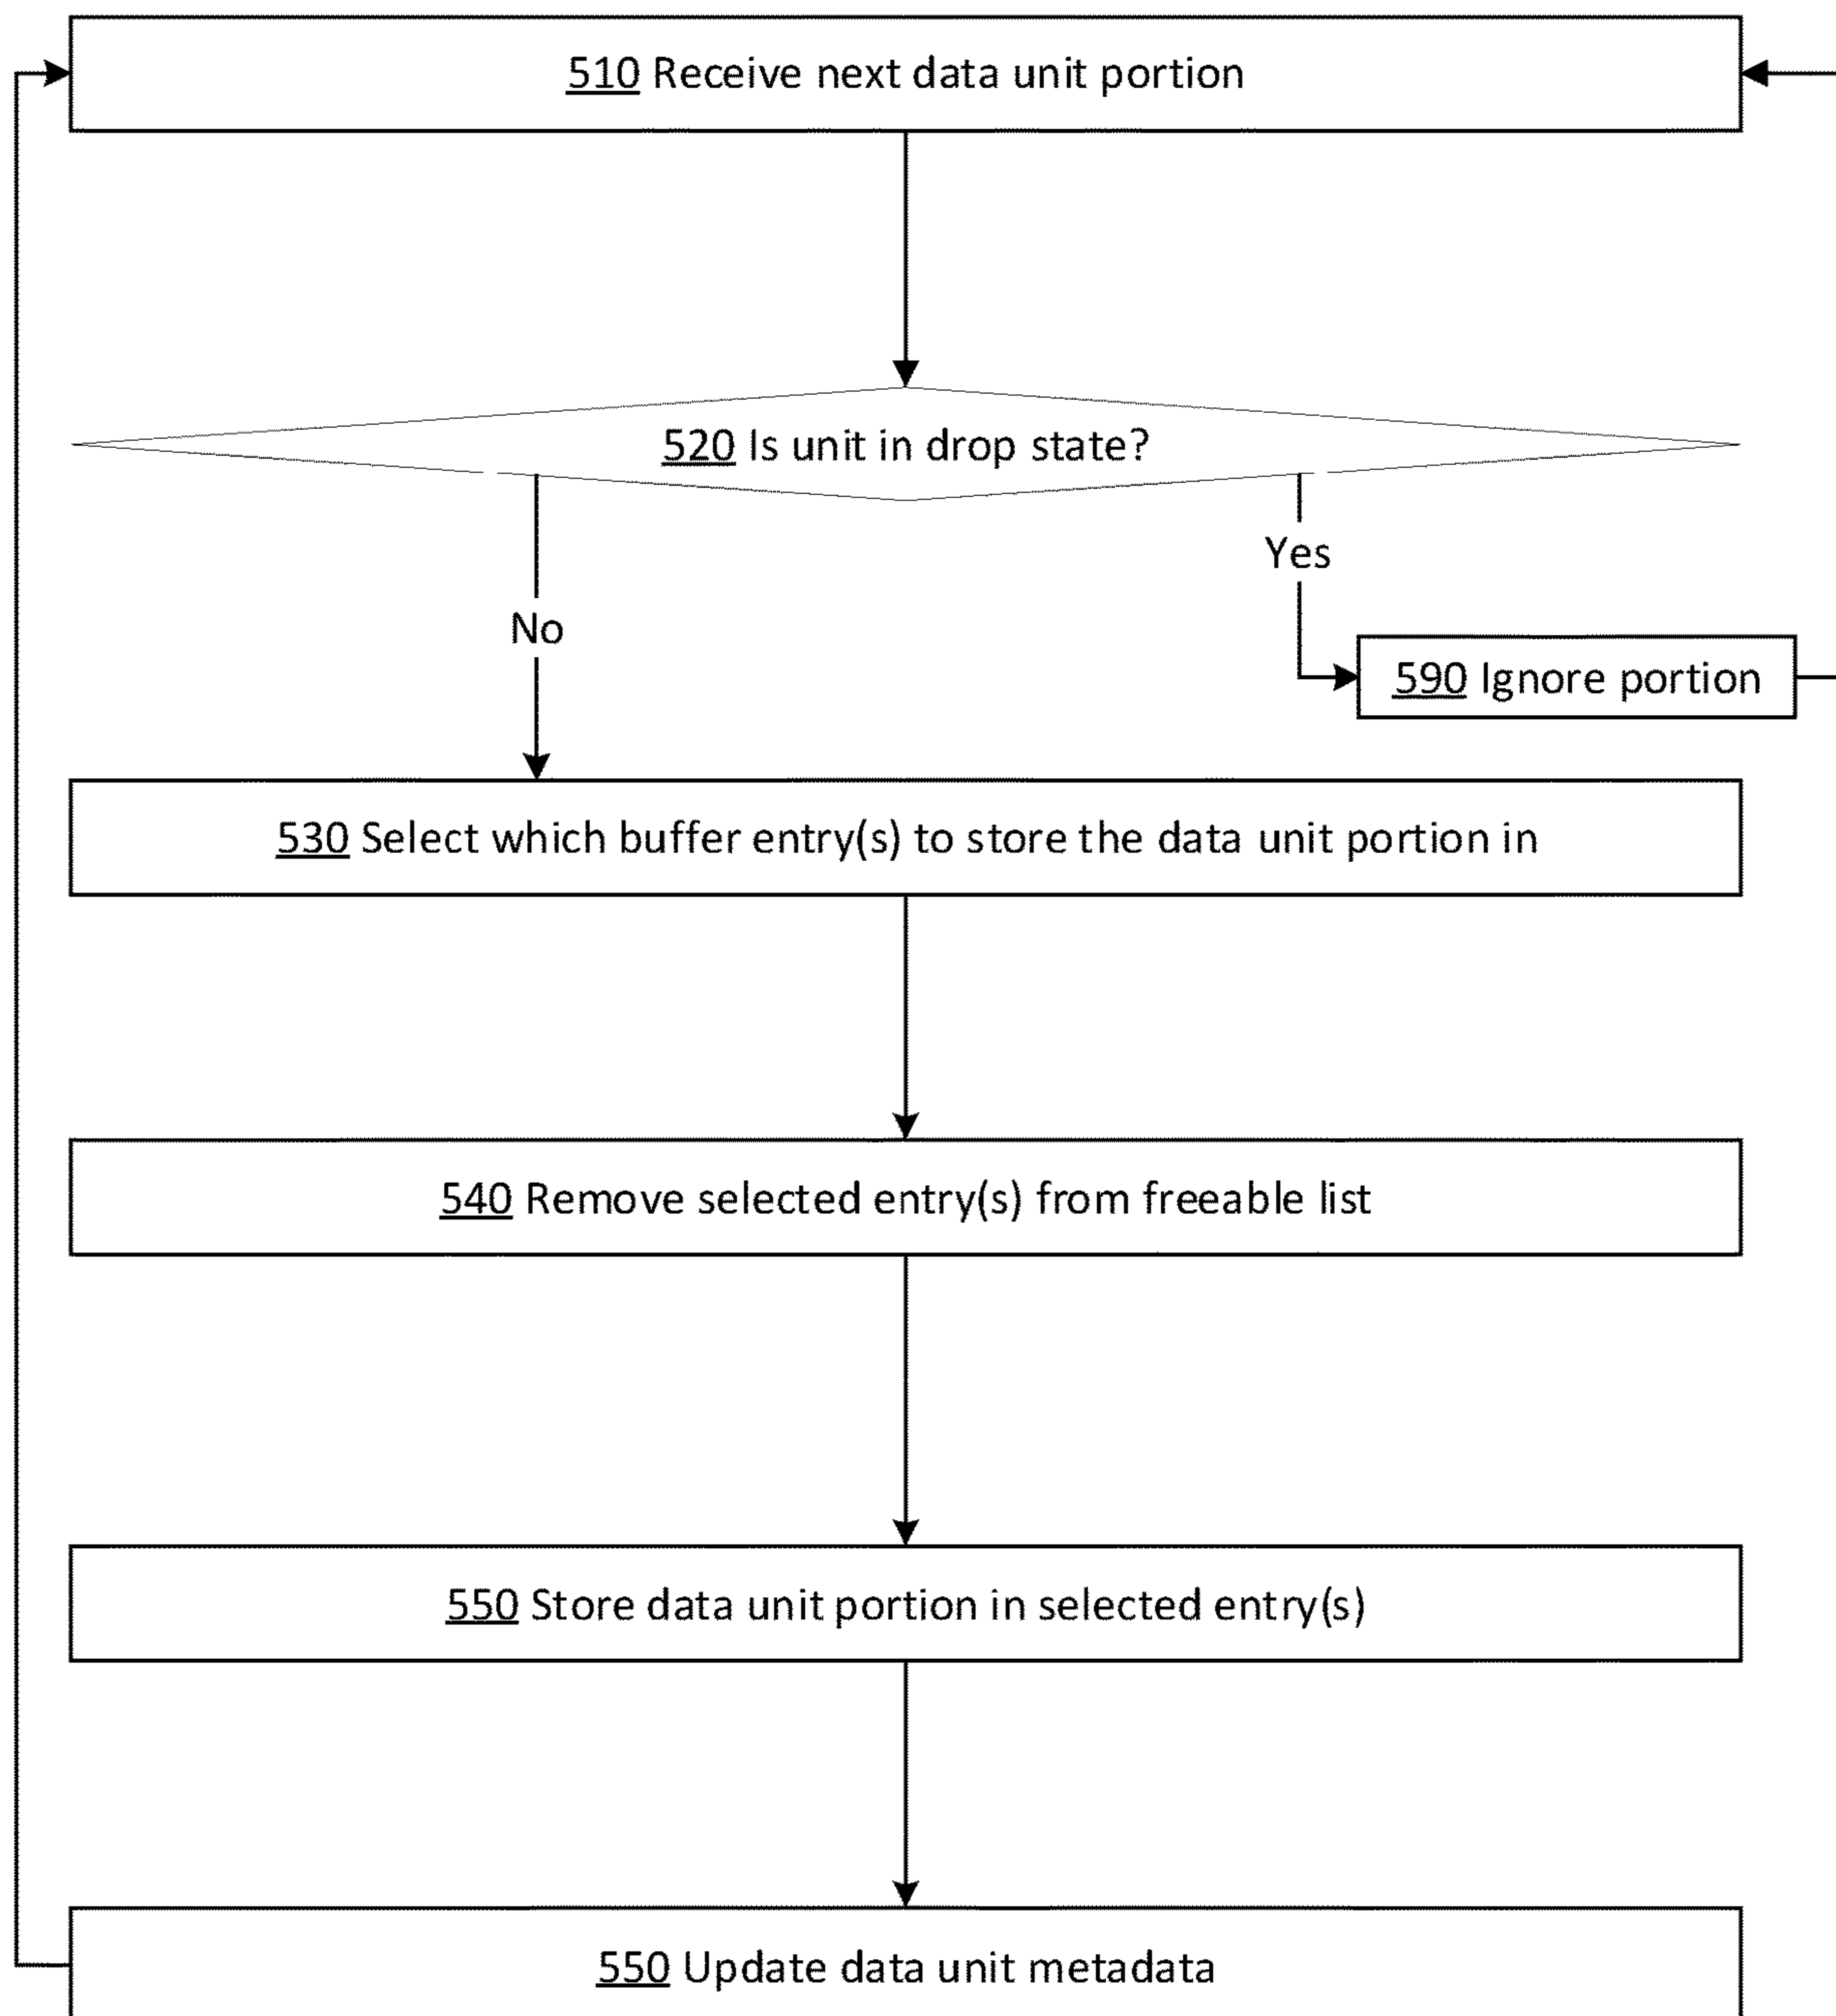 510 Receive next data unit portion
520 Is unit in drop state?
Yes
No
590 Ignore portion
530 Select which buffer entry(s) to store the data unit portion in
540 Remove selected entry(s) from freeable list
550 Store data unit portion in selected entry(s)
550 Update data unit metadata